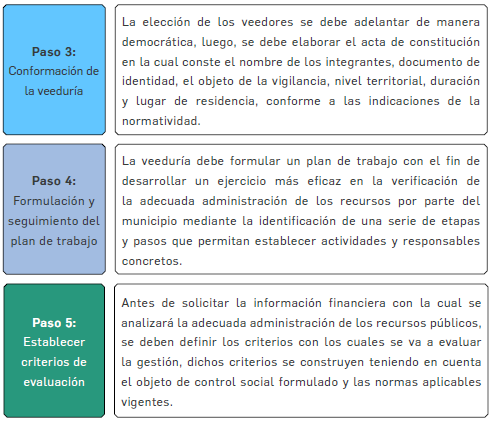 Paso 3:
Conformación de
la veeduría
La elección de los veedores se debe adelantar de manera
democrática, luego, se debe elaborar el acta de constitución
en la cual conste el nombre de los integrantes, documento de
identidad, el objeto de la vigilancia, nivel territorial, duración
y lugar de residencia, conforme a las indicaciones de la
normatividad.
Paso 4:
Formulación y
seguimiento del
plan de trabajo
La veeduría debe formular un plan de trabajo con el fin de
desarrollar un ejercicio más eficaz en la verificación de
la adecuada administración de los recursos por parte del
municipio mediante la identificación de una serie de etapas
y pasos que permitan establecer actividades y responsables
concretos.
Paso 5:
Establecer
criterios de
evaluación
Antes de solicitar la información financiera con la cual se
analizará la adecuada administración de los recursos públicos,
se deben definir los criterios con los cuales se va a evaluar
la gestión, dichos criterios se construyen teniendo en cuenta
el objeto de control social formulado y las normas aplicables
vigentes.